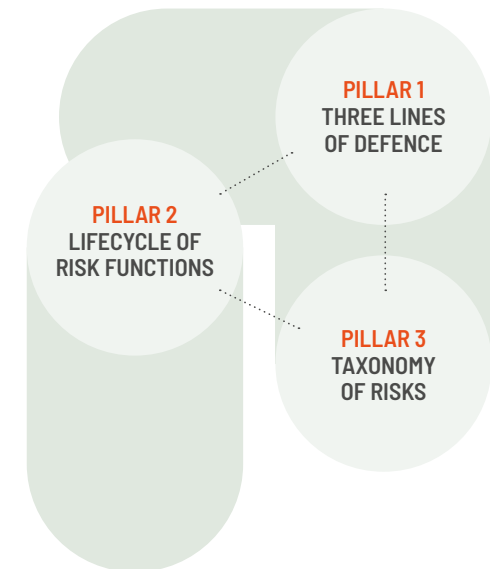 PILLAR 1
THREE LINES
OF DEFENCE
PILLAR 2
LIFECYCLE OF
RISK FUNCTIONS
PILLAR 3
TAXONOMY
OF RISKS